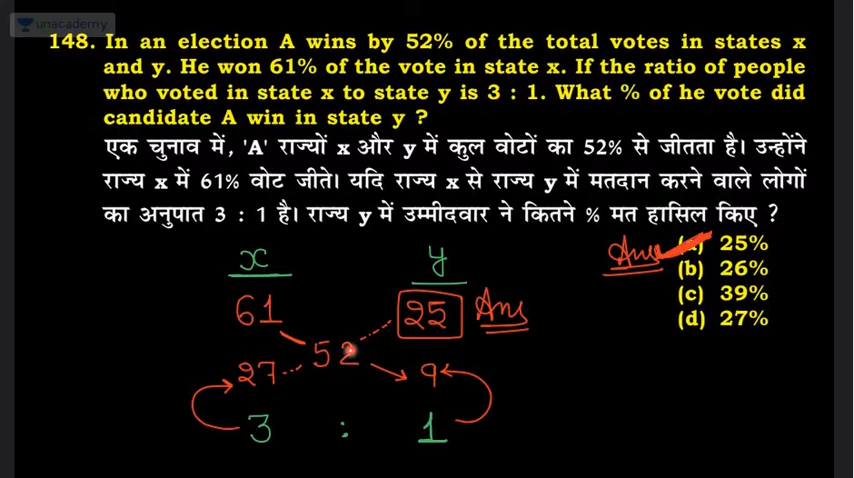 unacademy
148. In an election A wins by 52% of the total votes in states x
and y. He won 61% of the vote in state x. If the ratio of people
who voted in state x to state y is 3 : 1. What % of he vote did
candidate A win in state y ?
एक चुनाव में, 'A' राज्यों x और y में कुल वोटों का 52% से जीतता है। उन्होंने
राज्य x में 61% वोट जीते। यदि राज्य x से राज्य y में मतदान करने वाले लोगों
का अनुपात 3 : 1 है। राज्य y में उम्मीदवार ने कितने % मत हासिल किए ?
Ans (a) 25%
(b) 26%
(c) 39%
(d) 27%
x y
61 25 Ans
52
27 9
3 : 1